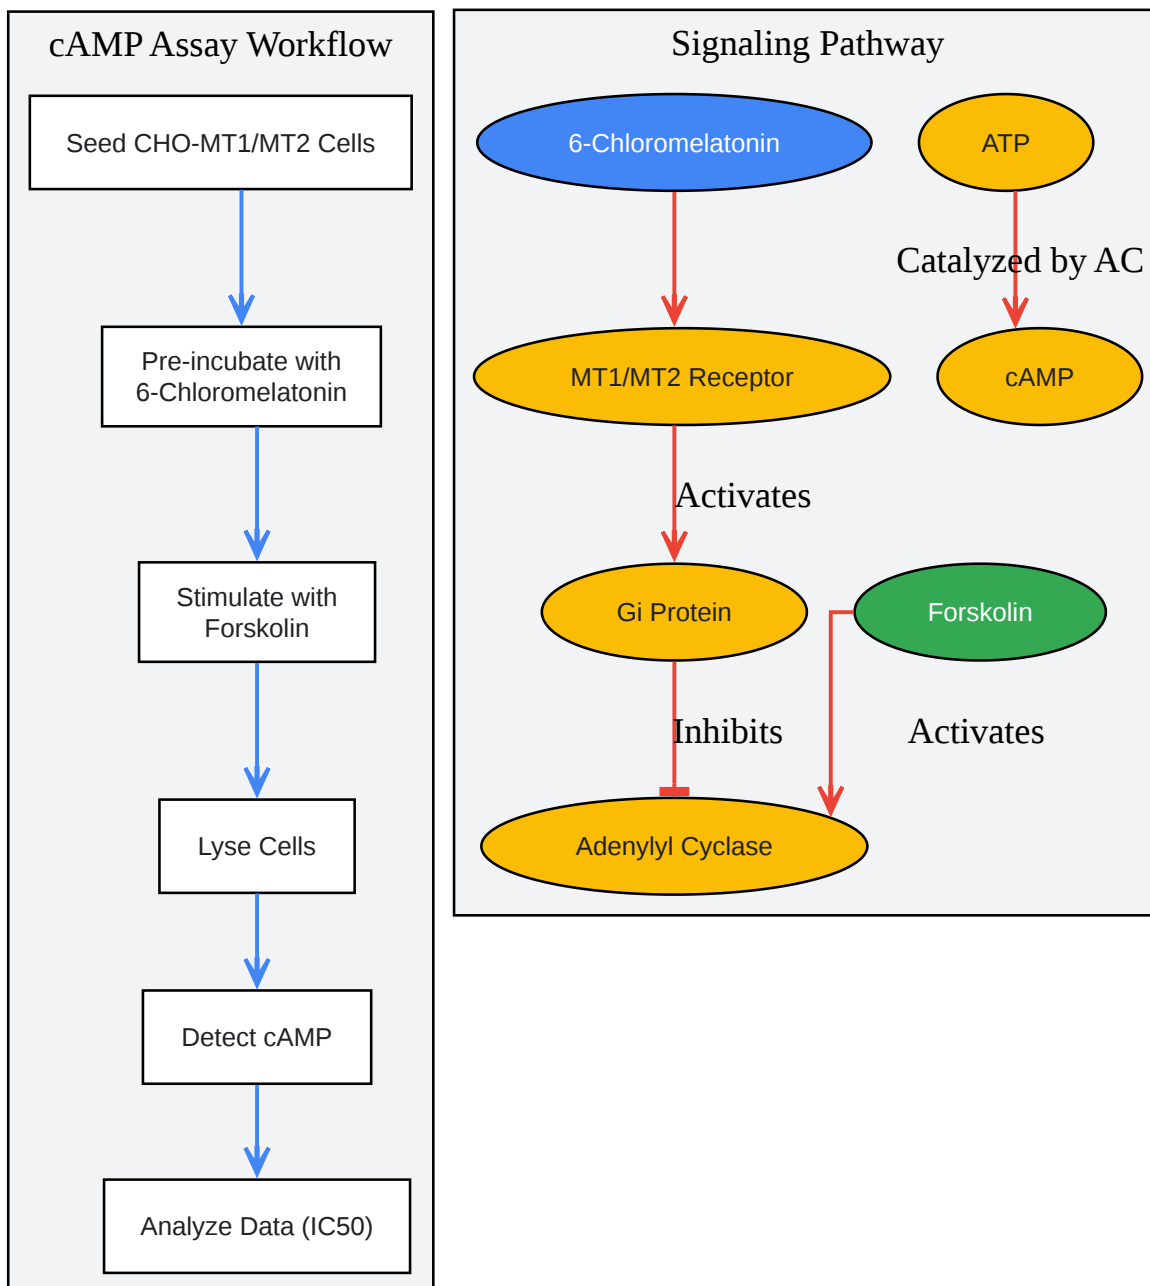 cAMP Assay Workflow
Seed CHO-MT1/MT2 Cells
Pre-incubate with
6-Chloromelatonin
Stimulate with
Forskolin
Lyse Cells
Detect cAMP
Analyze Data (IC50)
Signaling Pathway
6-Chloromelatonin
ATP
Catalyzed by AC
MT1/MT2 Receptor
cAMP
Activates
Gi Protein
Forskolin
Inhibits
Activates
Adenylyl Cyclase